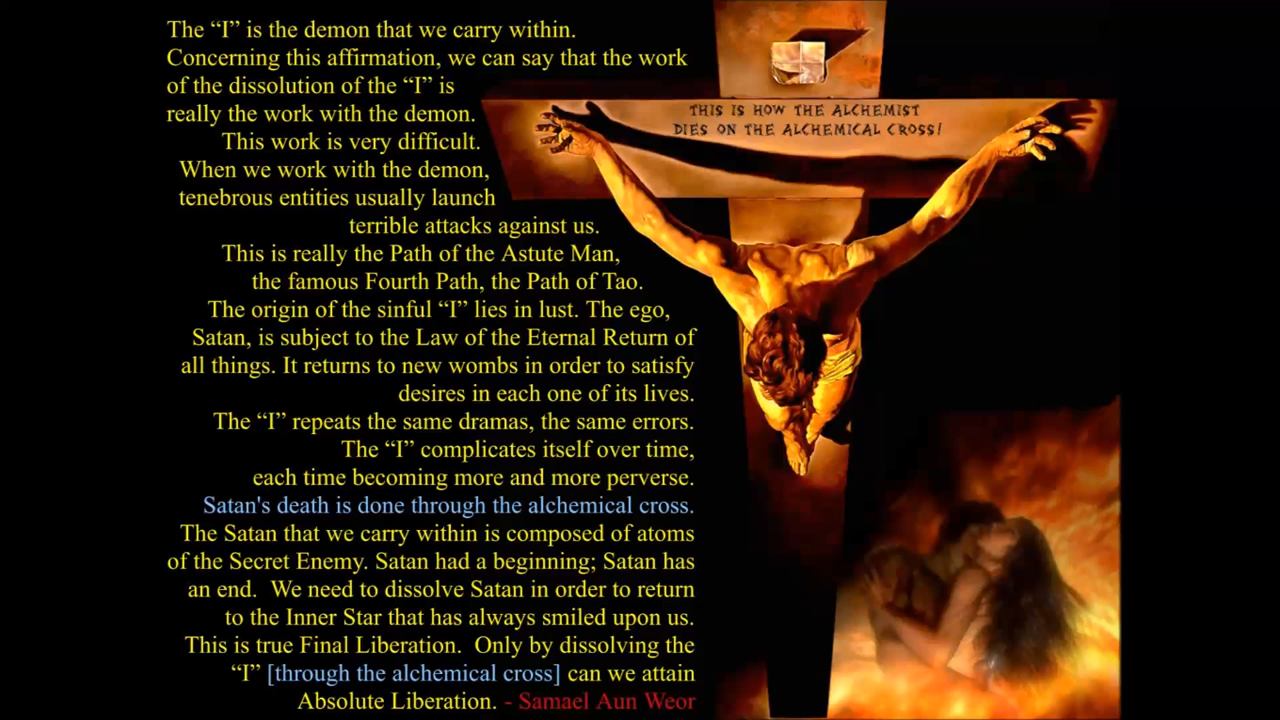 The “I” is the demon that we carry within.
Concerning this affirmation, we can say that the work
of the dissolution of the “I” is
really the work with the demon.
This work is very difficult.
When we work with the demon,
tenebrous entities usually launch
terrible attacks against us.
This is really the Path of the Astute Man,
the famous Fourth Path, the Path of Tao.
The origin of the sinful “I” lies in lust. The ego,
Satan, is subject to the Law of the Eternal Return of
all things. It returns to new wombs in order to satisfy
desires in each one of its lives.
The “I” repeats the same dramas, the same errors.
The “I” complicates itself over time,
each time becoming more and more perverse.
Satan's death is done through the alchemical cross.
The Satan that we carry within is composed of atoms
of the Secret Enemy. Satan had a beginning; Satan has
an end.  We need to dissolve Satan in order to return
to the Inner Star that has always smiled upon us.
This is true Final Liberation.  Only by dissolving the
“I” [through the alchemical cross] can we attain
Absolute Liberation. - Samael Aun Weor
THIS IS HOW THE ALCHEMIST
DIES ON THE ALCHEMICAL CROSS!